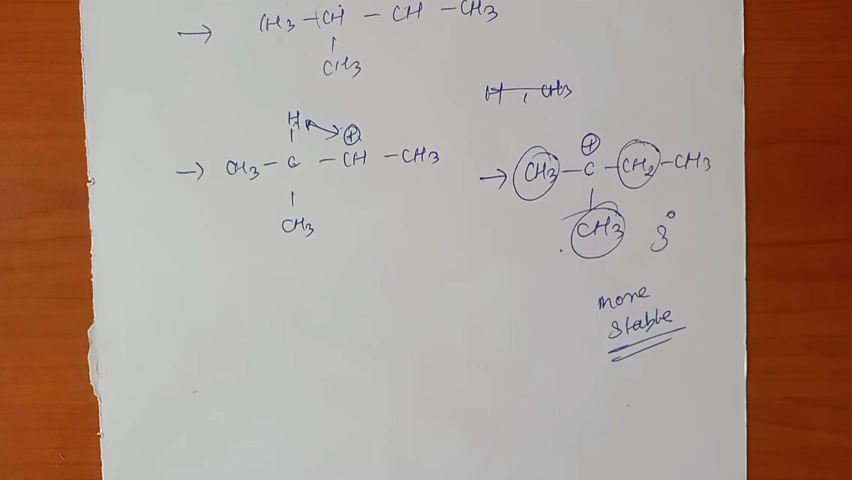 → CH3 - CH - CH - CH3
CH3
H - CH3
H ⊕
→ CH3 - C - CH - CH3
CH3
⊕
→ CH3 - C - CH2 - CH3
CH3 3°
more
stable